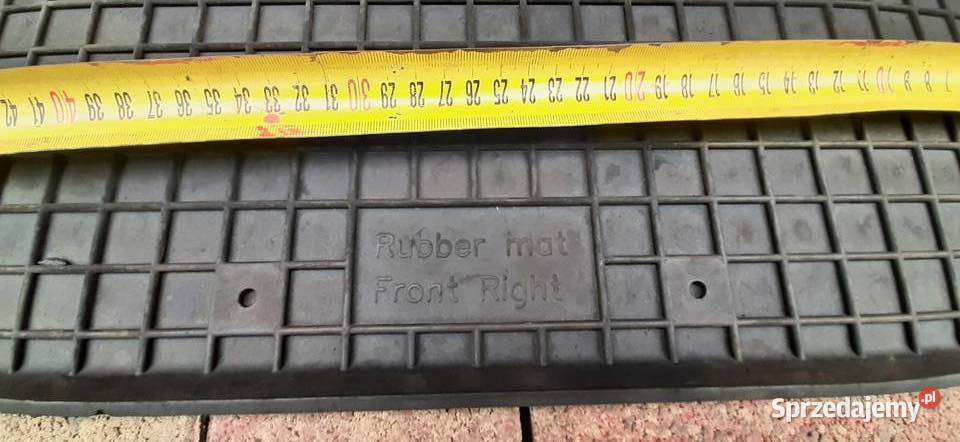 42 41 40 39 38 37 36 35 34 33 32 31 30 29 28 27 26 25 24 23 22 21 20 19 18 17 16 15 14 13 12 11 10 9 8 7
Rubber mat
Front Right
Sprzedajemy.pl